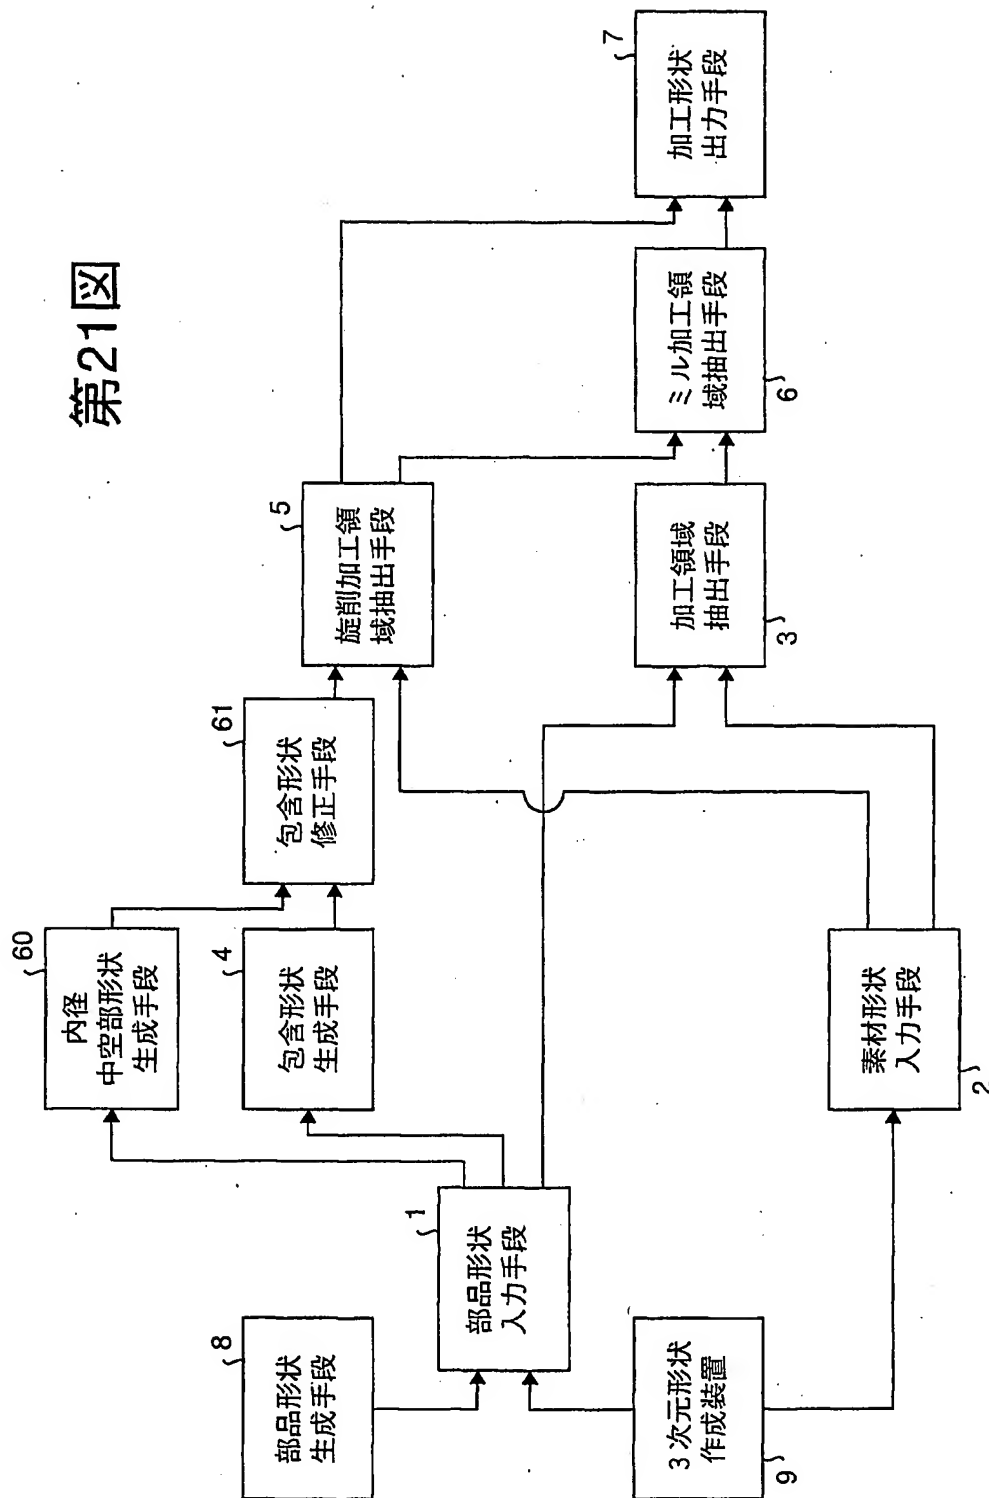 第21図
8
部品形状
生成手段
9
3次元形状
作成装置
1
部品形状
入力手段
60
内径
中空部形状
生成手段
4
包含形状
生成手段
2
素材形状
入力手段
61
包含形状
修正手段
5
旋削加工領
域抽出手段
3
加工領域
抽出手段
6
ミル加工領
域抽出手段
7
加工形状
出力手段